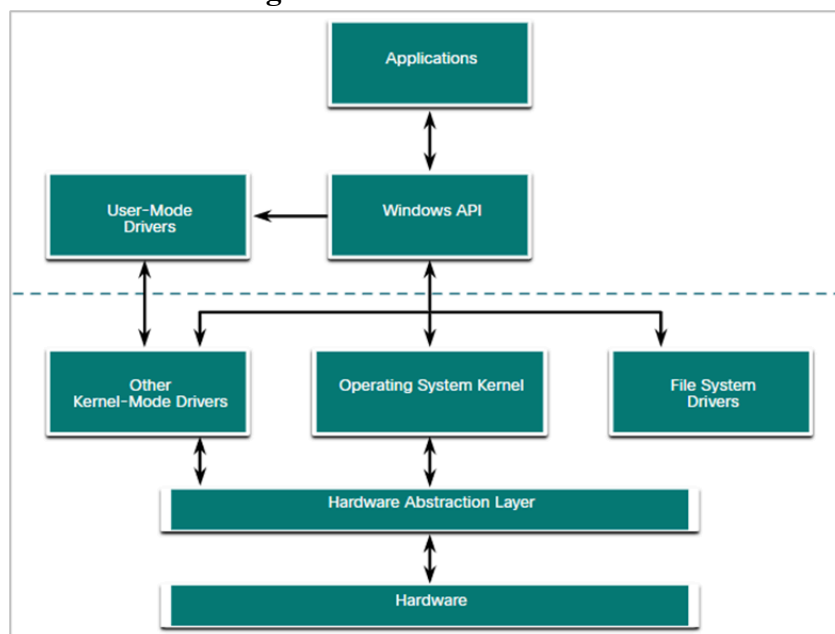 Applications
User-Mode
Drivers
Windows API
Other
Kernel-Mode Drivers
Operating System Kernel
File System
Drivers
Hardware Abstraction Layer
Hardware